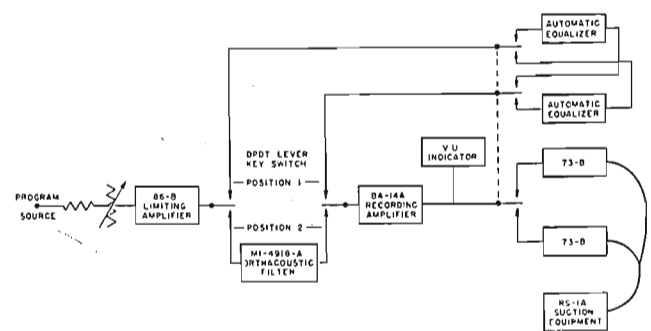 AUTOMATIC
EQUALIZER
AUTOMATIC
EQUALIZER
DPDT LEVER
KEY SWITCH
POSITION 1
POSITION 2
VU
INDICATOR
PROGRAM
SOURCE
86-B
LIMITING
AMPLIFIER
BA-14A
RECORDING
AMPLIFIER
MI-4916-A
ORTHACOUSTIC
FILTER
73-B
73-B
RS-1A
SUCTION
EQUIPMENT